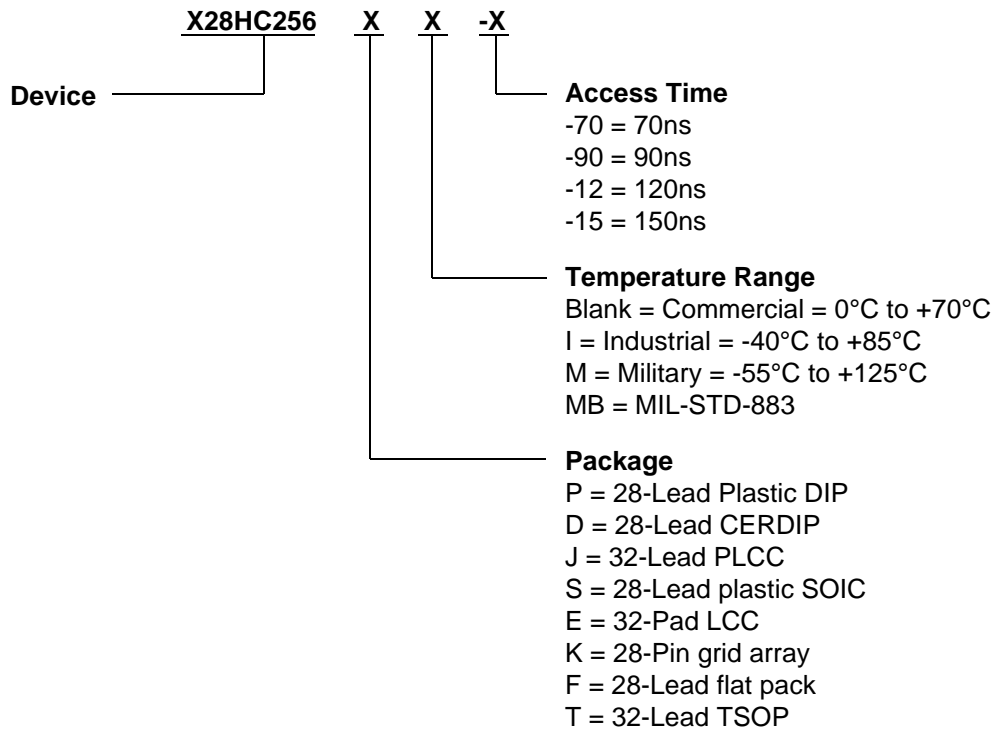 X28HC256 X X -X
Device
Access Time
-70 = 70ns
-90 = 90ns
-12 = 120ns
-15 = 150ns
Temperature Range
Blank = Commercial = 0°C to +70°C
I = Industrial = -40°C to +85°C
M = Military = -55°C to +125°C
MB = MIL-STD-883
Package
P = 28-Lead Plastic DIP
D = 28-Lead CERDIP
J = 32-Lead PLCC
S = 28-Lead plastic SOIC
E = 32-Pad LCC
K = 28-Pin grid array
F = 28-Lead flat pack
T = 32-Lead TSOP